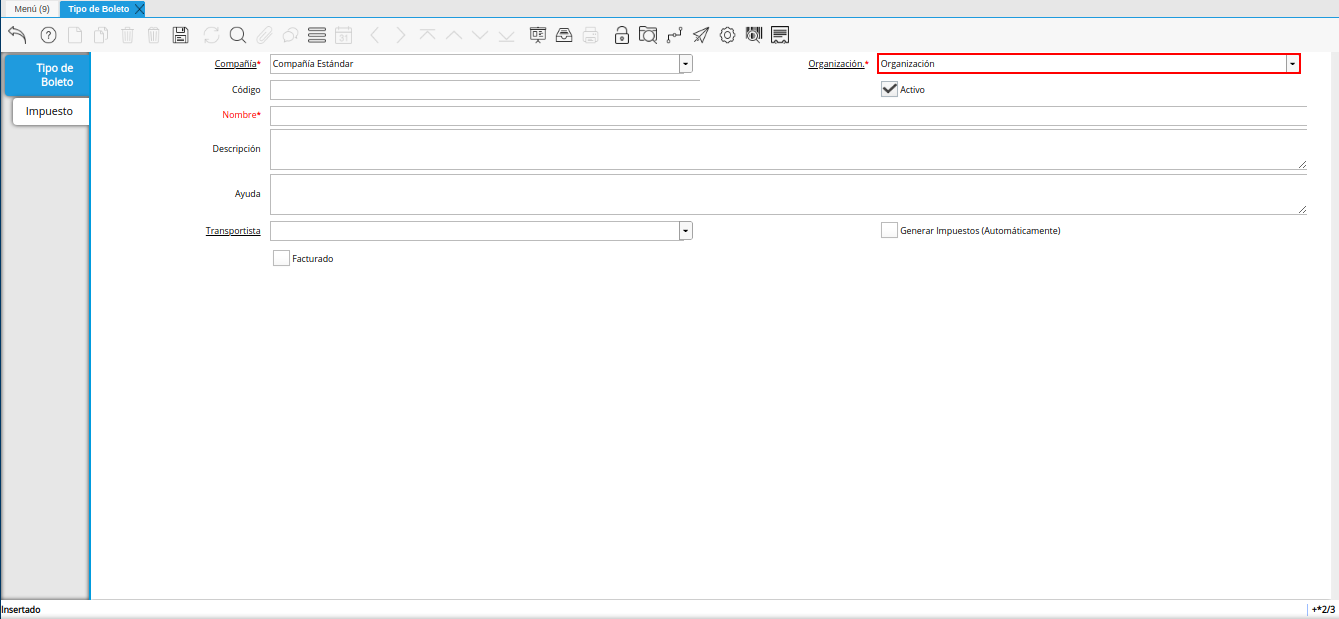 Menú (9) Tipo de Boleto
31
Tipo de
Boleto
Impuesto
Compañía* Compañía Estándar Organización.* Organización
Código Activo
Nombre*
Descripción
Ayuda
Transportista Generar Impuestos (Automáticamente)
Facturado
Insertado +*2/3